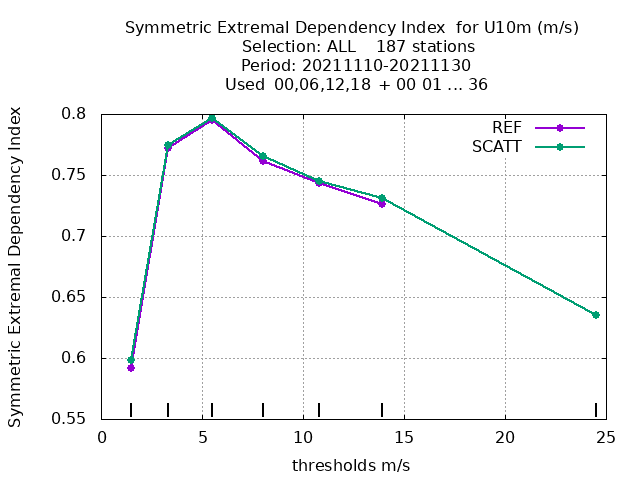 Symmetric Extremal Dependency Index  for U10m (m/s)
Selection: ALL    187 stations
Period: 20211110-20211130
Used  00,06,12,18  + 00 01 ... 36
Symmetric Extremal Dependency Index
0.8
0.75
0.7
0.65
0.6
0.55
REF
SCATT
0 5 10 15 20 25
thresholds m/s